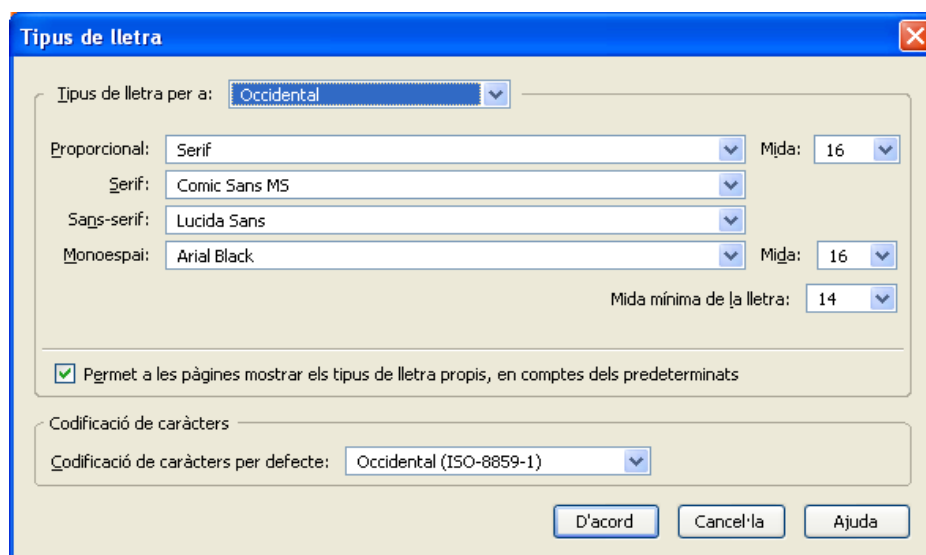 Tipus de lletra
Tipus de lletra per a: Occidental
Proporcional: Serif Mida: 16
Serif: Comic Sans MS
Sans-serif: Lucida Sans
Monoespai: Arial Black Mida: 16
Mida mínima de la lletra: 14
Permet a les pàgines mostrar els tipus de lletra propis, en comptes dels predeterminats
Codificació de caràcters
Codificació de caràcters per defecte: Occidental (ISO-8859-1)
D'acord Cancel·la Ajuda